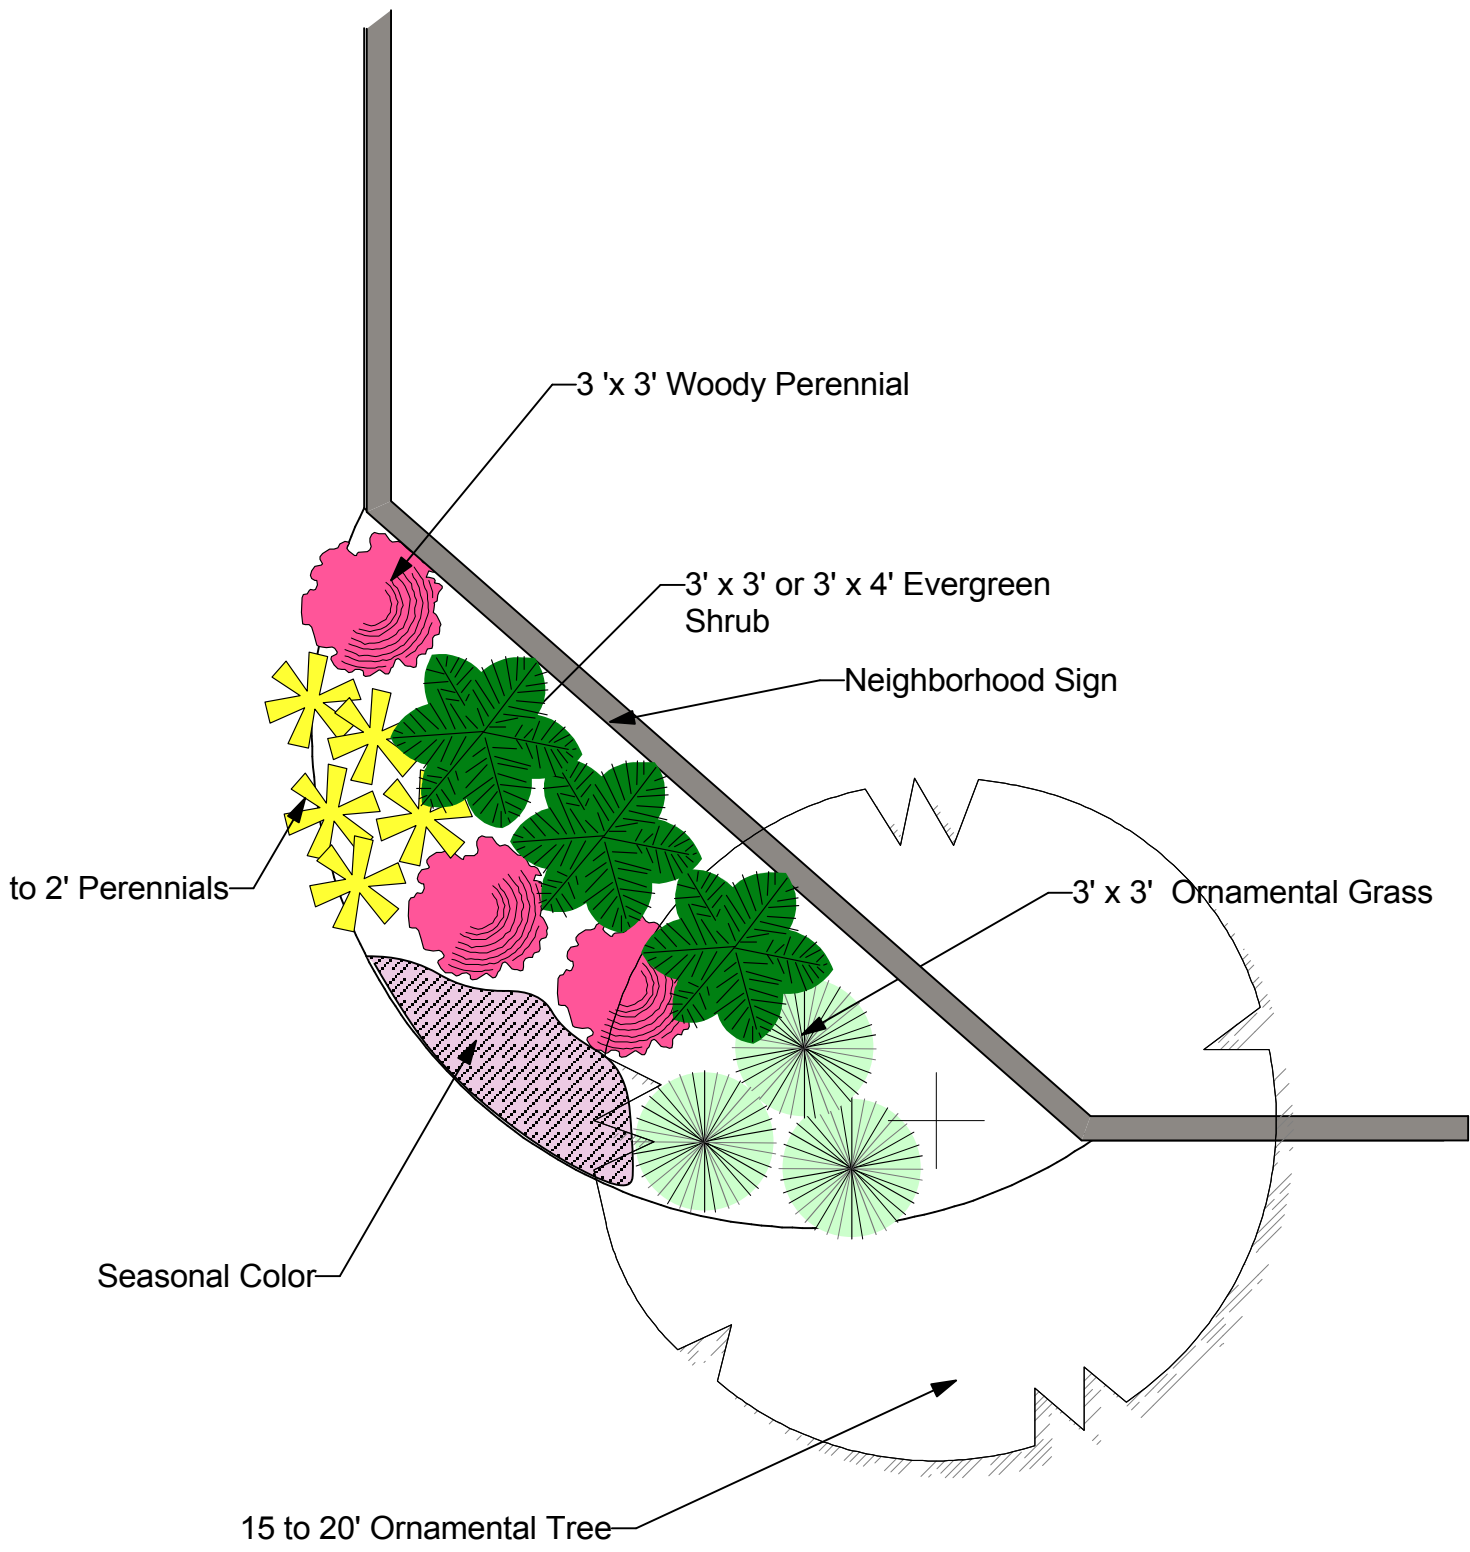 3 'x 3' Woody Perennial
3' x 3' or 3' x 4' Evergreen
Shrub
Neighborhood Sign
to 2' Perennials
3' x 3'  Ornamental Grass
Seasonal Color
15 to 20' Ornamental Tree